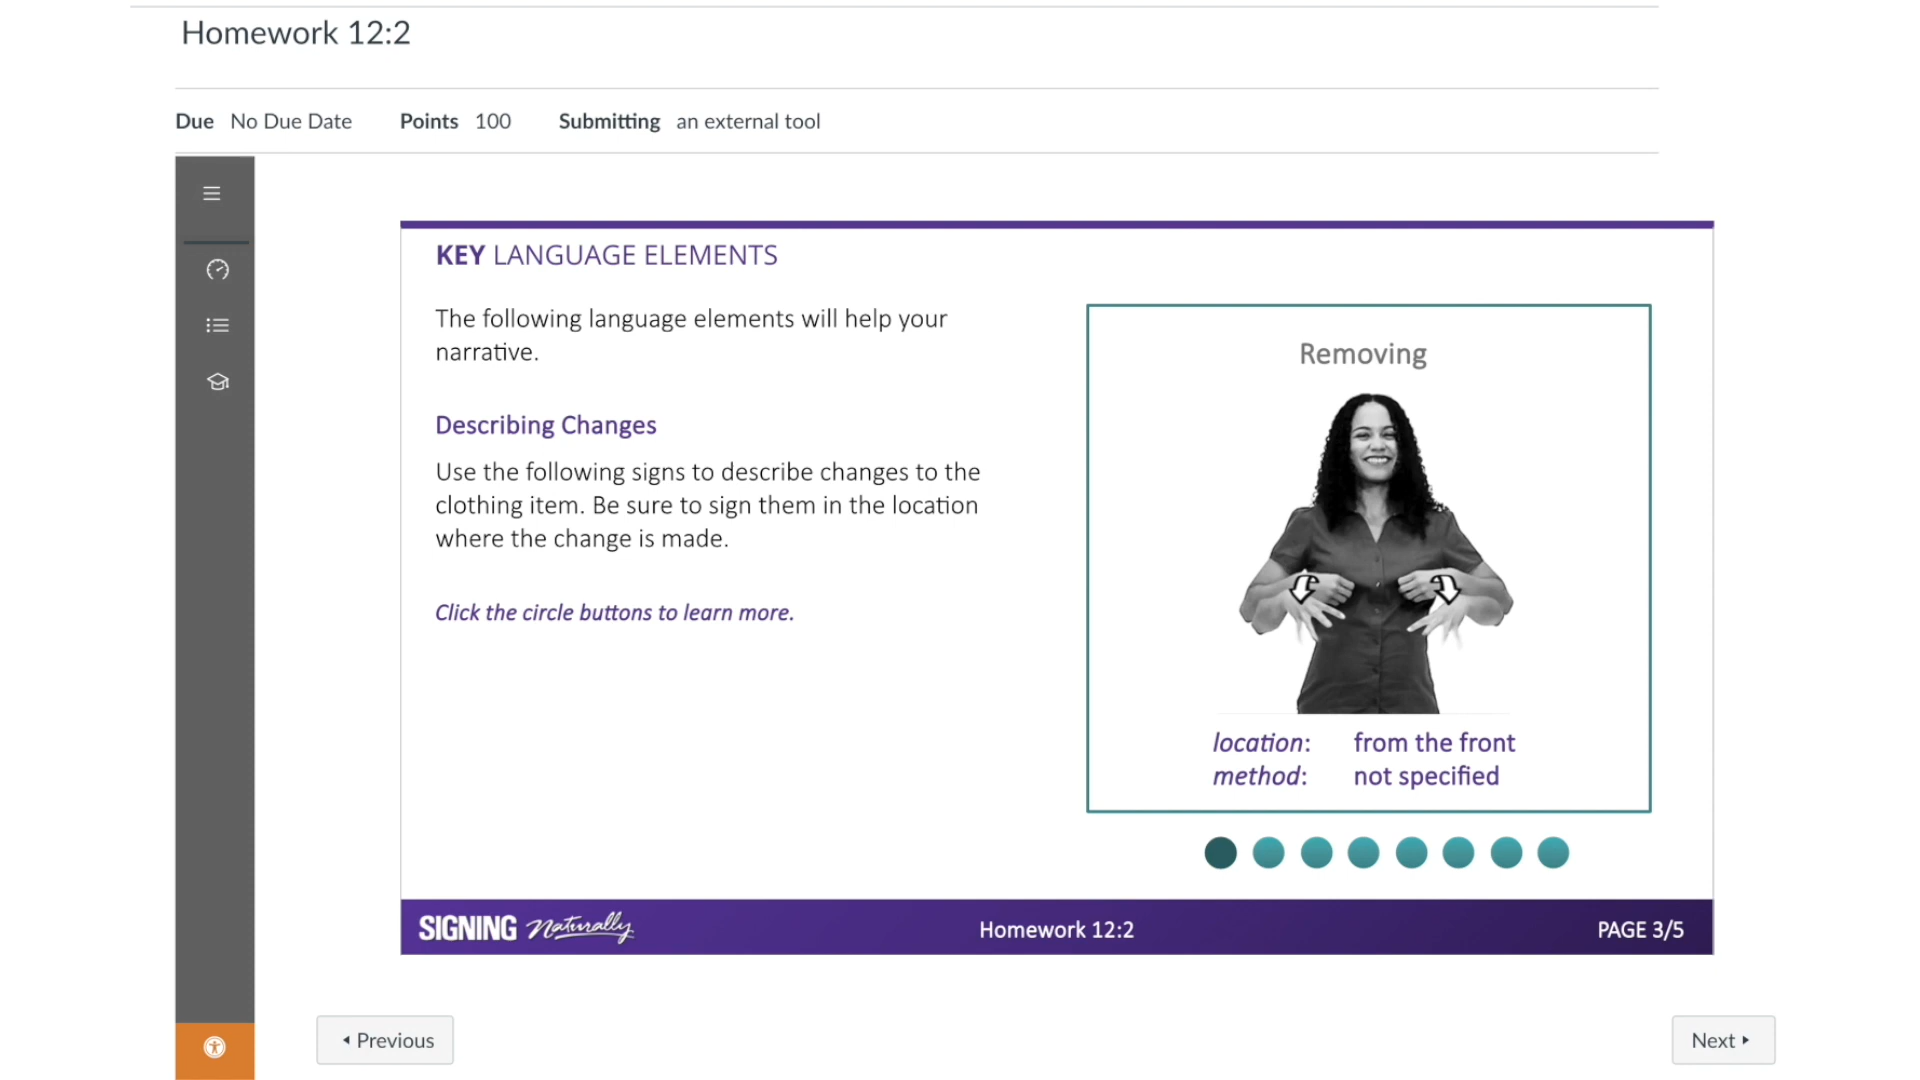 Homework 12:2
Due No Due Date Points 100 Submitting an external tool
KEY LANGUAGE ELEMENTS
The following language elements will help your
narrative.
Describing Changes
Use the following signs to describe changes to the
clothing item. Be sure to sign them in the location
where the change is made.
Click the circle buttons to learn more.
Removing
location: from the front
method: not specified
SIGNING Naturally
Homework 12:2
PAGE 3/5
Previous
Next